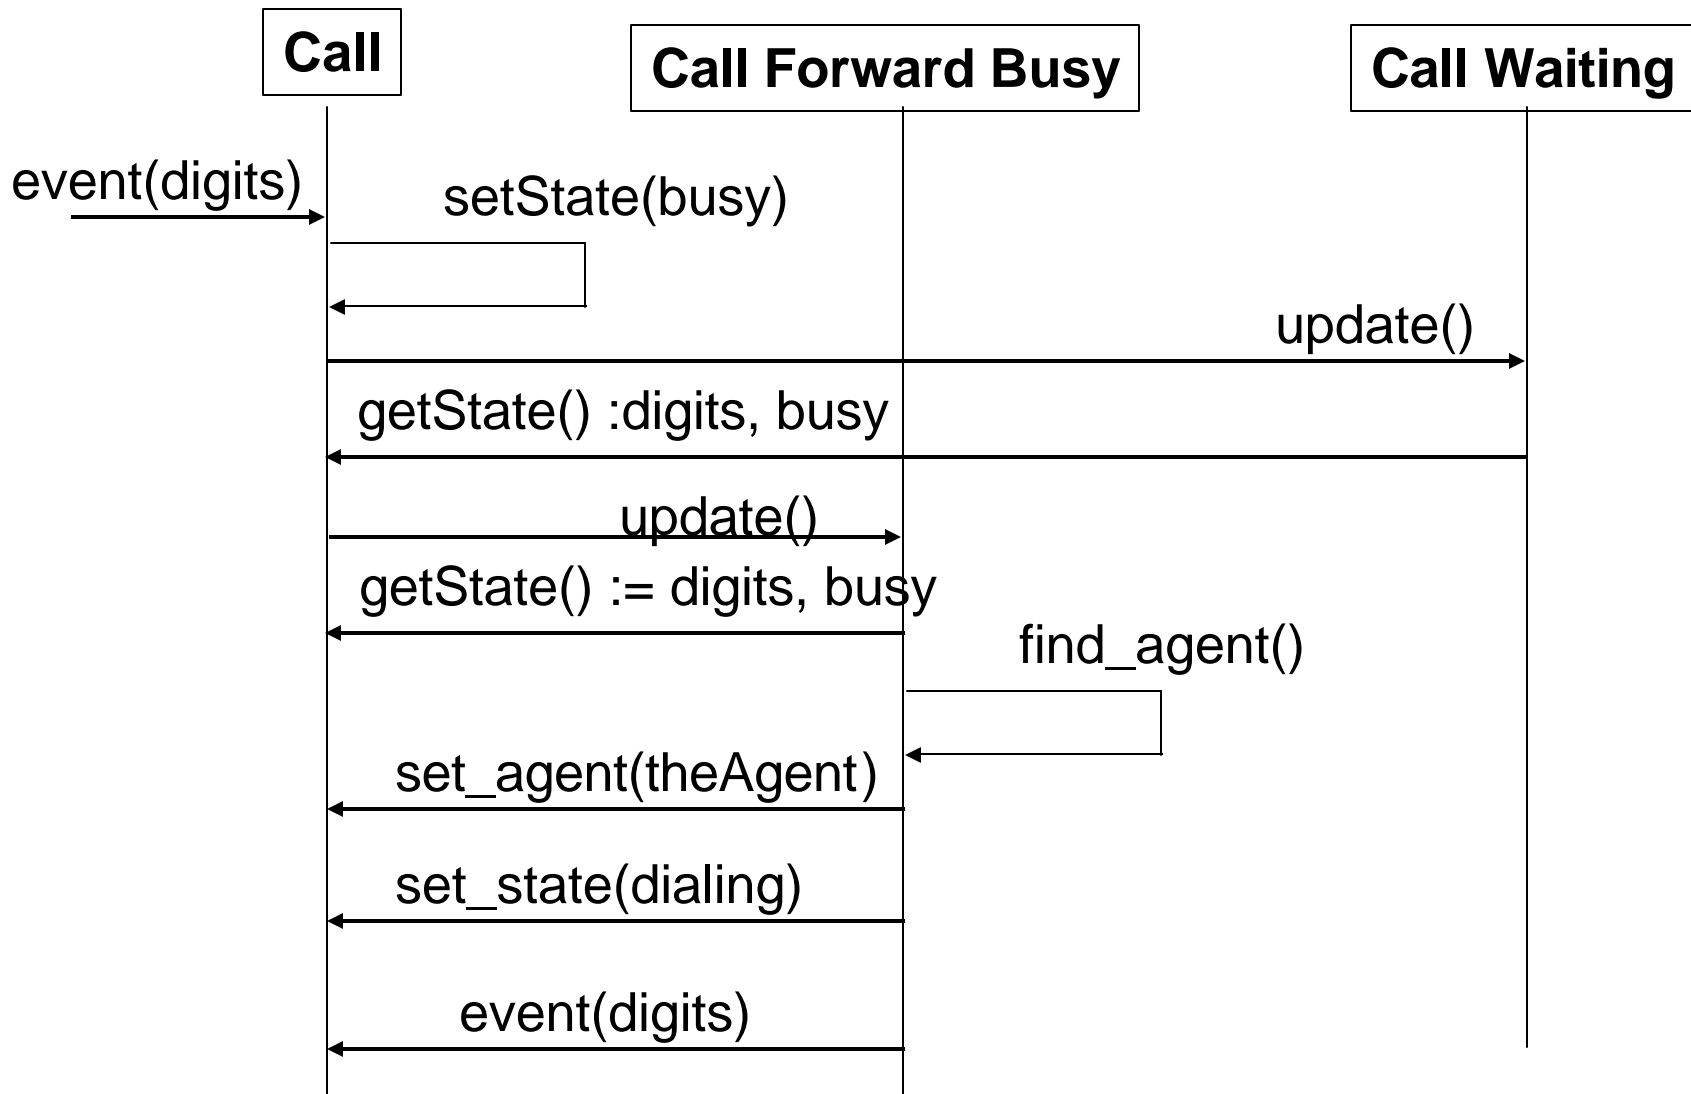 Call
Call Forward Busy
Call Waiting
event(digits)
setState(busy)
update()
getState() :digits, busy
update()
getState() := digits, busy
find_agent()
set_agent(theAgent)
set_state(dialing)
event(digits)